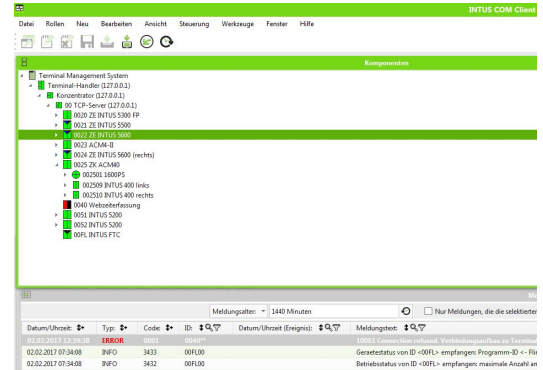 INTUS COM Client
Datei Rollen Neu Bearbeiten Ansicht Steuerung Werkzeuge Fenster Hilfe
Komponenten
Terminal Management System
Terminal-Handler (127.0.0.1)
Konzentrator (127.0.0.1)
00 TCP-Server (127.0.0.1)
0020 ZE INTUS 5300 FP
0021 ZE INTUS 5500
0022 ZE INTUS 5600
0023 ACM4-II
0024 ZE INTUS 5600 (rechts)
0025 ZK ACM40
002501 1600PS
002509 INTUS 400 links
002510 INTUS 400 rechts
0040 Webzeiterfassung
0051 INTUS 5200
0052 INTUS 5200
00FL INTUS FTC
Me
Meldungsalter: 1440 Minuten Nur Meldungen, die die selektierter
Datum/Uhrzeit: Typ: Code: ID: Datum/Uhrzeit (Ereignis): Meldungstext:
02.02.2017 12:39:38 ERROR 0001 0040** 10061 Connection refused. Verbindungsaufbau zu Termina
02.02.2017 07:34:08 INFO 3433 00FL00 Geraetestatus von ID <00FL> empfangen: Programm-ID <- Fli
02.02.2017 07:34:08 INFO 3432 00FL00 Betriebsstatus von ID <00FL> empfangen: maximale Anzahl an